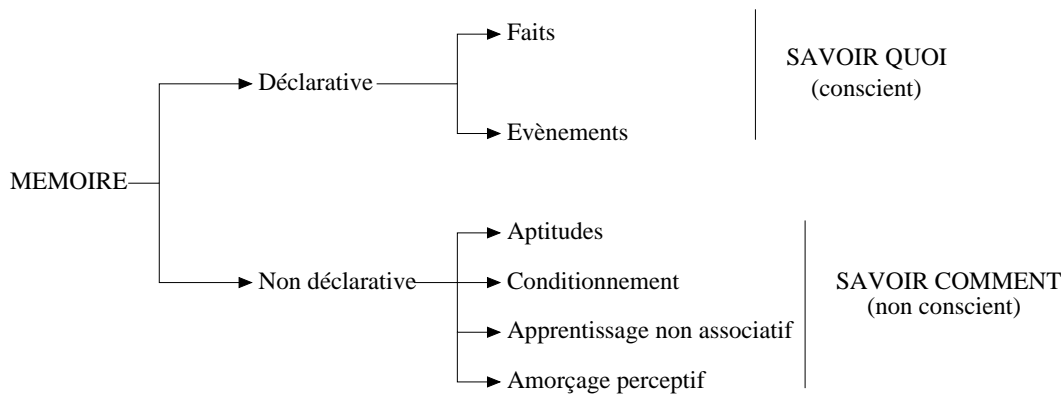 Faits
SAVOIR QUOI
(conscient)
Déclarative
Evènements
MEMOIRE
Aptitudes
Non déclarative
Conditionnement
SAVOIR COMMENT
(non conscient)
Apprentissage non associatif
Amorçage perceptif